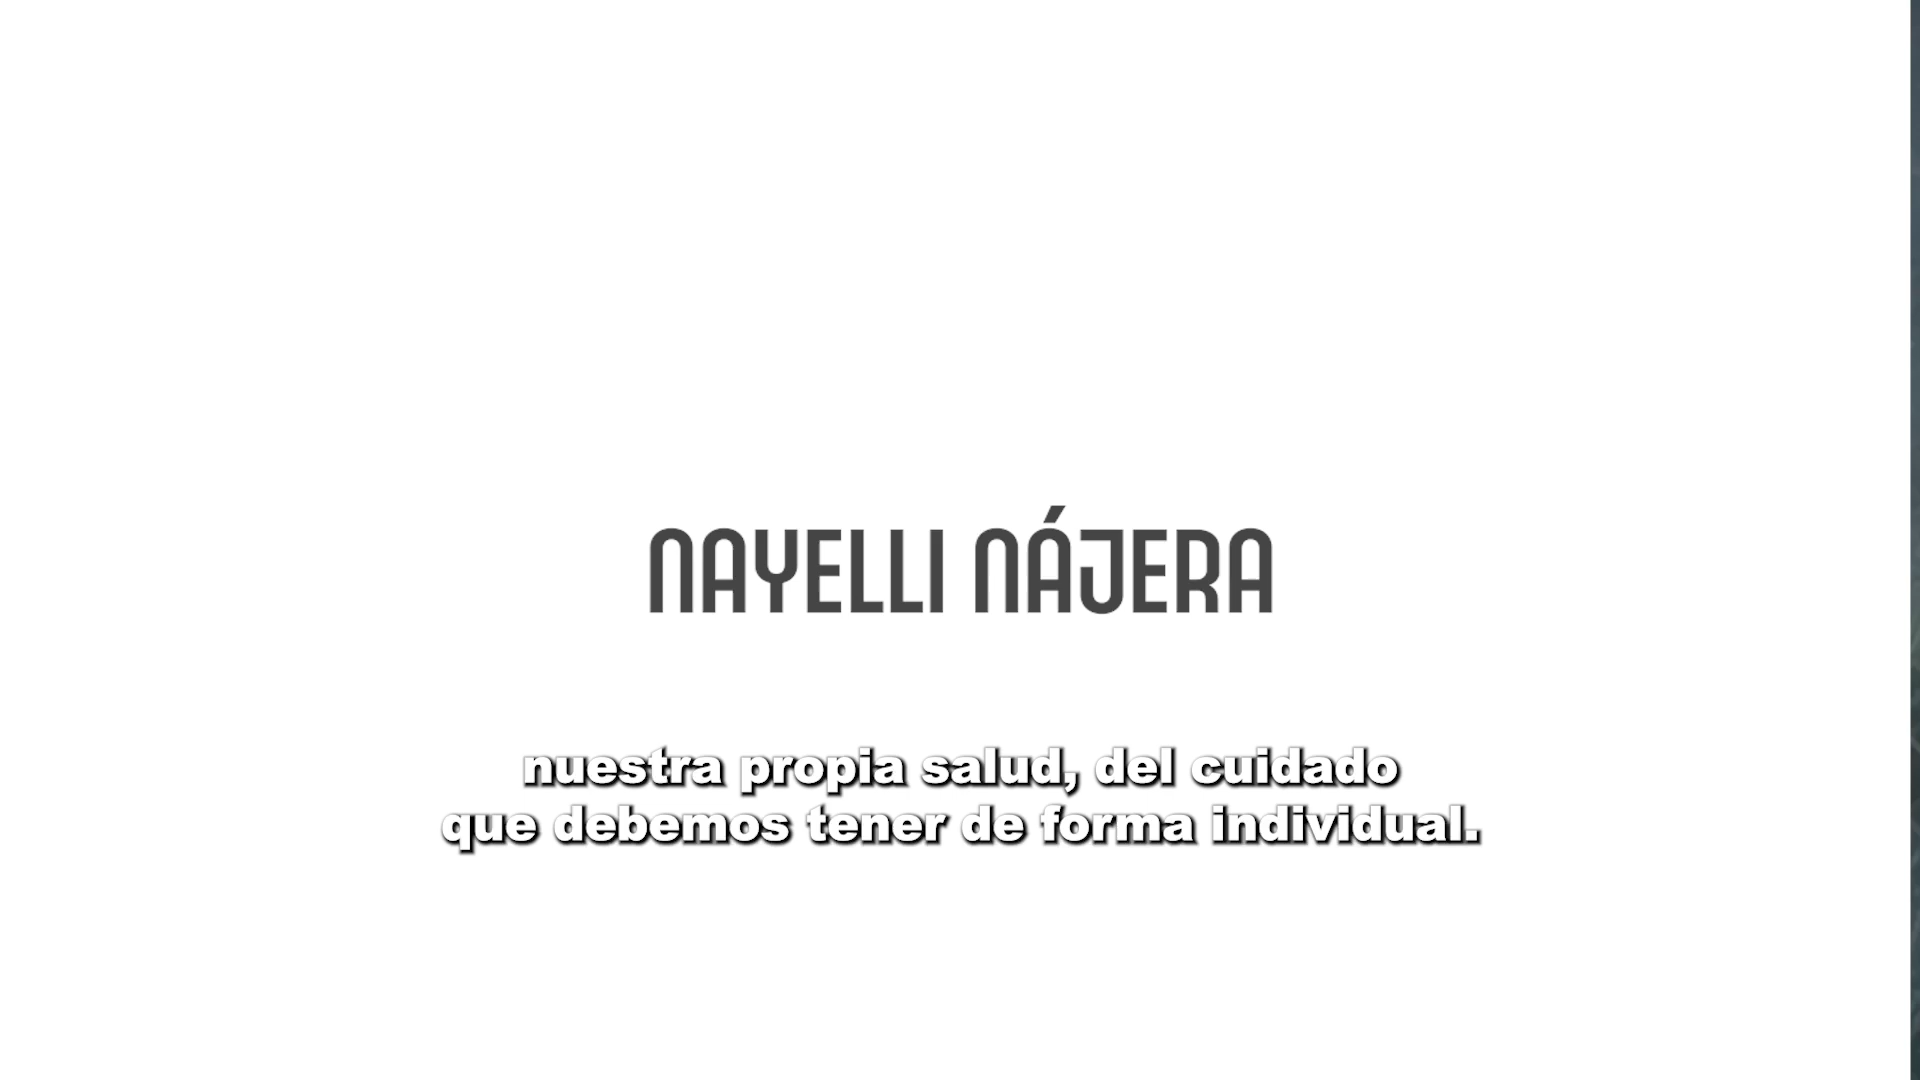 NAYELLI NÁJERA
nuestra propia salud, del cuidado
que debemos tener de forma individual.